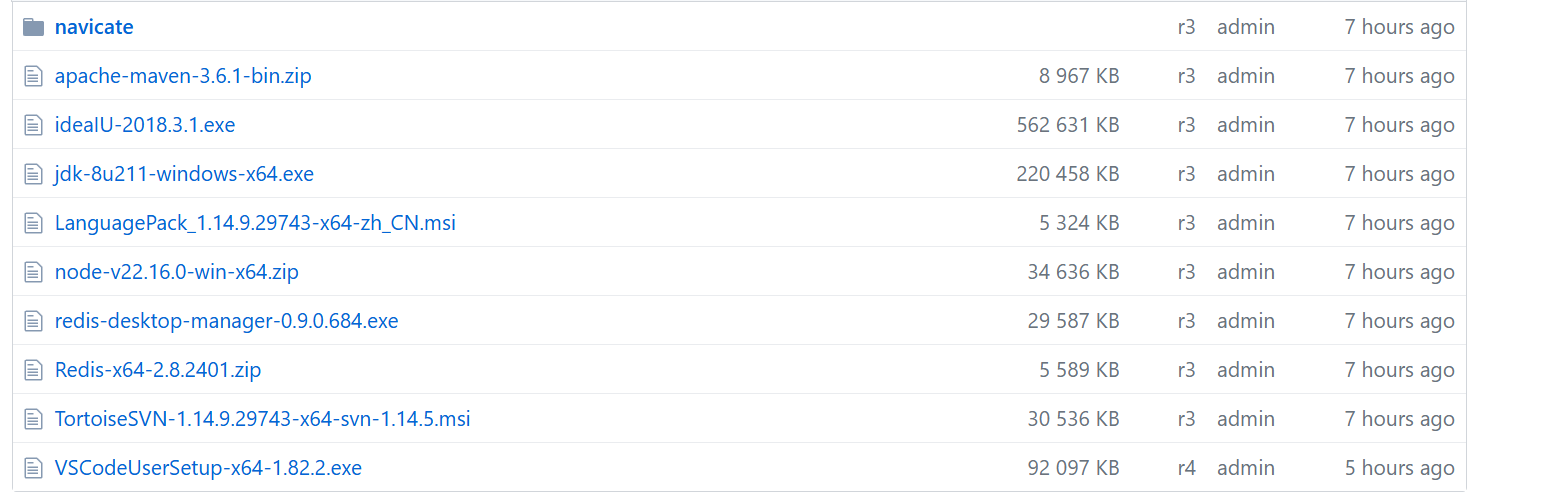 navicate r3 admin 7 hours ago
apache-maven-3.6.1-bin.zip 8 967 KB r3 admin 7 hours ago
ideaIU-2018.3.1.exe 562 631 KB r3 admin 7 hours ago
jdk-8u211-windows-x64.exe 220 458 KB r3 admin 7 hours ago
LanguagePack_1.14.9.29743-x64-zh_CN.msi 5 324 KB r3 admin 7 hours ago
node-v22.16.0-win-x64.zip 34 636 KB r3 admin 7 hours ago
redis-desktop-manager-0.9.0.684.exe 29 587 KB r3 admin 7 hours ago
Redis-x64-2.8.2401.zip 5 589 KB r3 admin 7 hours ago
TortoiseSVN-1.14.9.29743-x64-svn-1.14.5.msi 30 536 KB r3 admin 7 hours ago
VSCodeUserSetup-x64-1.82.2.exe 92 097 KB r4 admin 5 hours ago